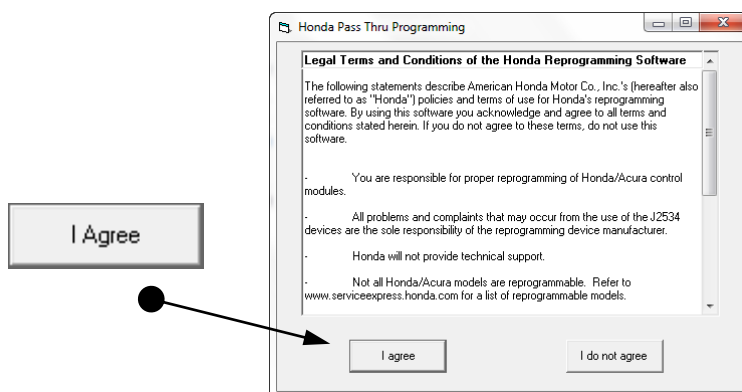 Honda Pass Thru Programming
Legal Terms and Conditions of the Honda Reprogramming Software
The following statements describe American Honda Motor Co., Inc.'s (hereafter also
referred to as "Honda") policies and terms of use for Honda's reprogramming
software. By using this software you acknowledge and agree to all terms and
conditions stated herein. If you do not agree to these terms, do not use this
software.
- You are responsible for proper reprogramming of Honda/Acura control
modules.
- All problems and complaints that may occur from the use of the J2534
devices are the sole responsibility of the reprogramming device manufacturer.
- Honda will not provide technical support.
- Not all Honda/Acura models are reprogrammable. Refer to
www.serviceexpress.honda.com for a list of reprogrammable models.
I Agree
I agree
I do not agree